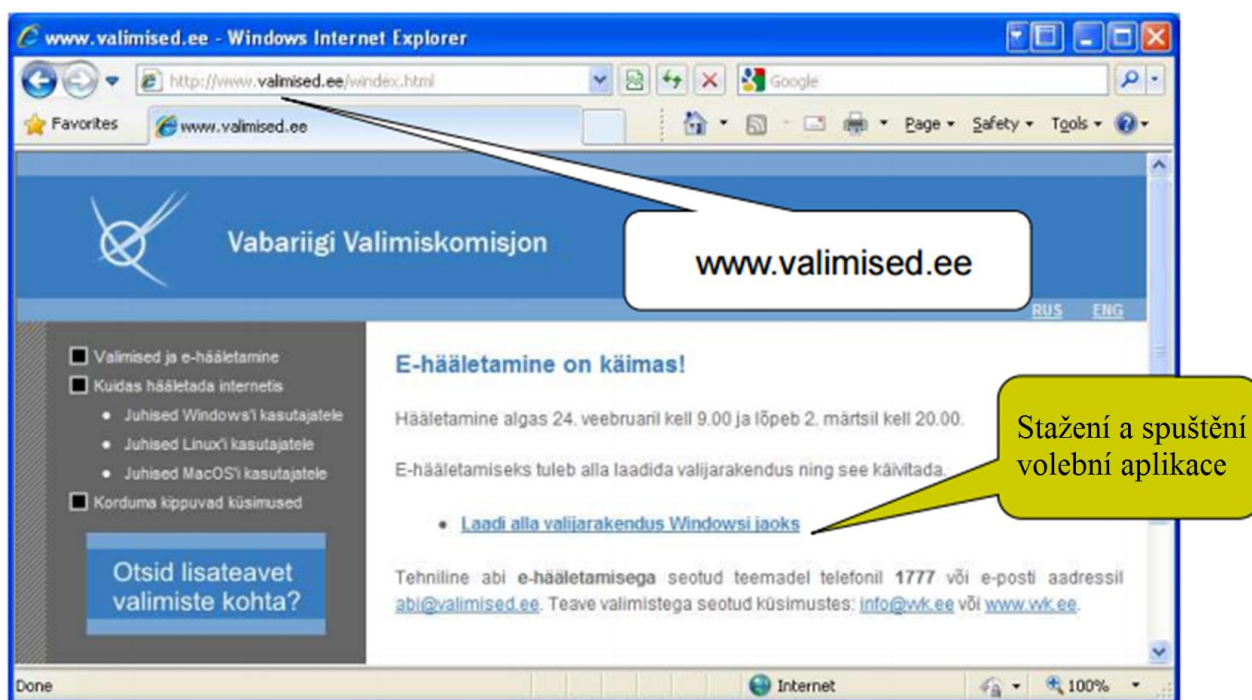 www.valimised.ee - Windows Internet Explorer
http://www.valimised.ee/windex.html
Google
Favorites
www.valimised.ee
Page
Safety
Tools
Vabariigi Valimiskomisjon
www.valimised.ee
RUS ENG
Valimised ja e-hääletamine
Kuidas hääletada internetis
Juhised Windows'i kasutajatele
Juhised Linux'i kasutajatele
Juhised MacOS'i kasutajatele
Korduma kippuvad küsimused
Otsid lisateavet
valimiste kohta?
E-hääletamine on käimas!
Hääletamine algas 24. veebruaril kell 9.00 ja lõpeb 2. märtsil kell 20.00.
E-hääletamiseks tuleb alla laadida valijarakendus ning see käivitada.
Laadi alla valijarakendus Windowsi jaoks
Stažení a spuštění
volební aplikace
Tehniline abi e-hääletamisega seotud teemadel telefonil 1777 või e-posti aadressil
abi@valimised.ee. Teave valimistega seotud küsimustes: info@vvk.ee või www.vvk.ee.
Done
Internet
100%